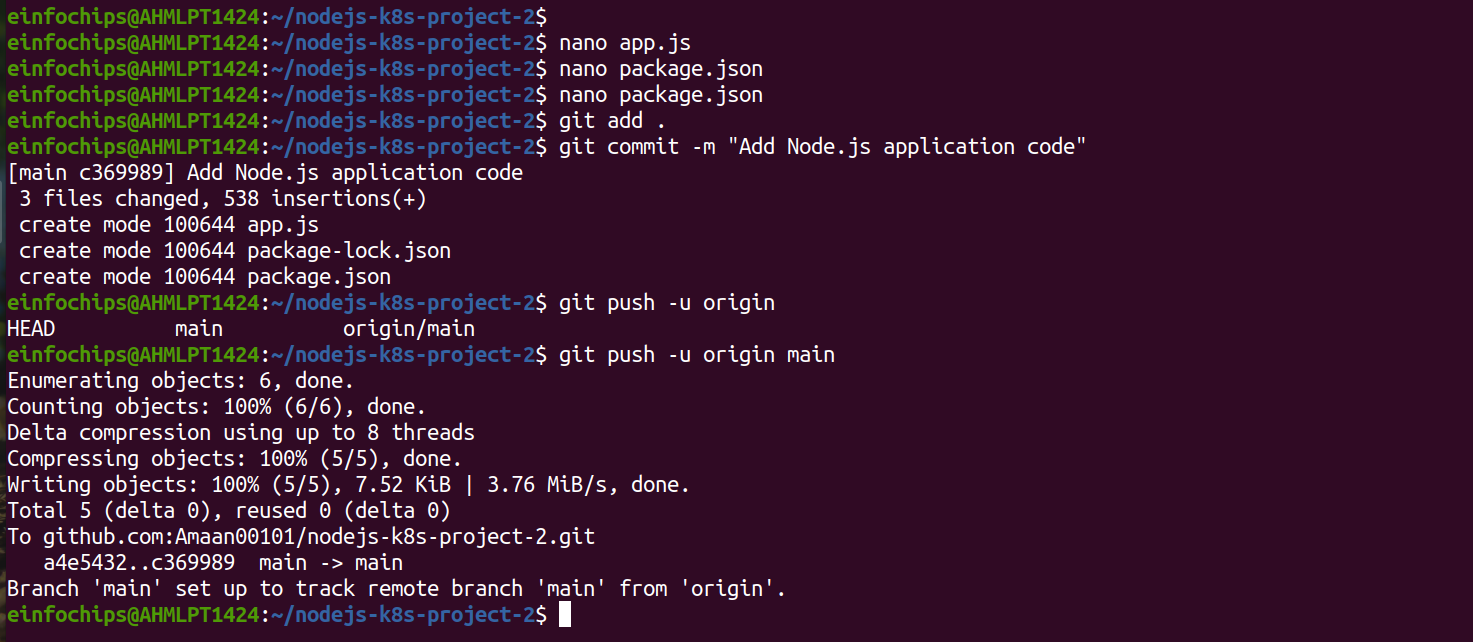 einfochips@AHMLPT1424:~/nodejs-k8s-project-2$
einfochips@AHMLPT1424:~/nodejs-k8s-project-2$ nano app.js
einfochips@AHMLPT1424:~/nodejs-k8s-project-2$ nano package.json
einfochips@AHMLPT1424:~/nodejs-k8s-project-2$ nano package.json
einfochips@AHMLPT1424:~/nodejs-k8s-project-2$ git add .
einfochips@AHMLPT1424:~/nodejs-k8s-project-2$ git commit -m "Add Node.js application code"
[main c369989] Add Node.js application code
 3 files changed, 538 insertions(+)
 create mode 100644 app.js
 create mode 100644 package-lock.json
 create mode 100644 package.json
einfochips@AHMLPT1424:~/nodejs-k8s-project-2$ git push -u origin
HEAD          main          origin/main
einfochips@AHMLPT1424:~/nodejs-k8s-project-2$ git push -u origin main
Enumerating objects: 6, done.
Counting objects: 100% (6/6), done.
Delta compression using up to 8 threads
Compressing objects: 100% (5/5), done.
Writing objects: 100% (5/5), 7.52 KiB | 3.76 MiB/s, done.
Total 5 (delta 0), reused 0 (delta 0)
To github.com:Amaan00101/nodejs-k8s-project-2.git
   a4e5432..c369989  main -> main
Branch 'main' set up to track remote branch 'main' from 'origin'.
einfochips@AHMLPT1424:~/nodejs-k8s-project-2$